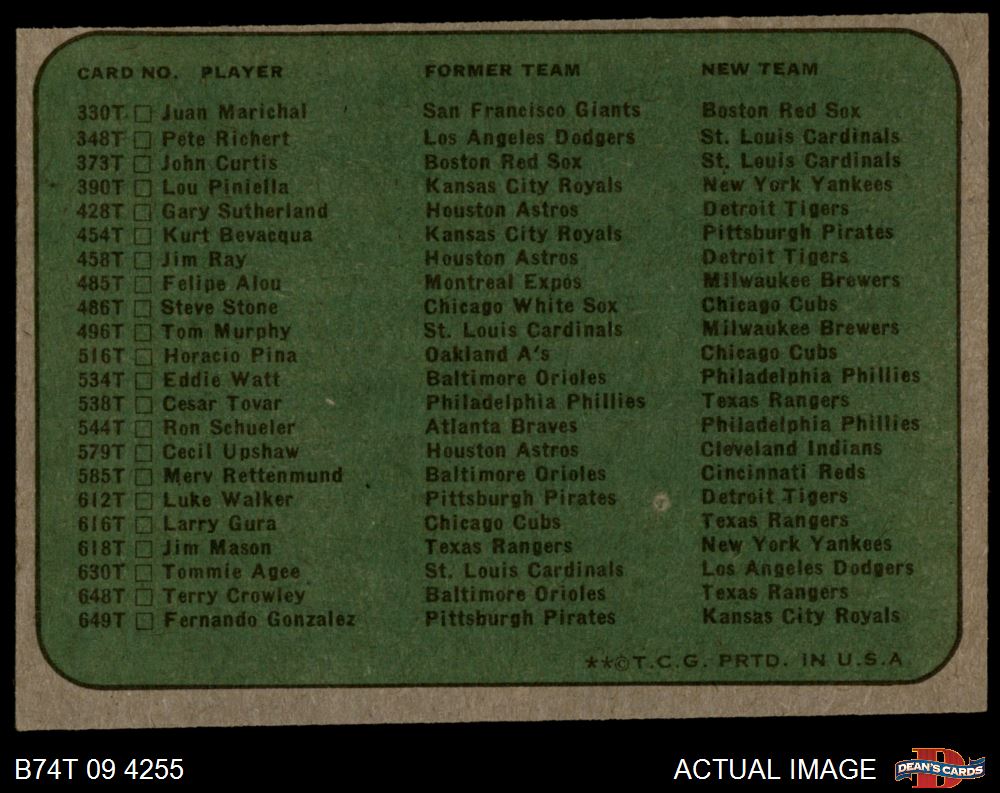 CARD NO. PLAYER FORMER TEAM NEW TEAM
330T Juan Marichal San Francisco Giants Boston Red Sox
348T Pete Richert Los Angeles Dodgers St. Louis Cardinals
373T John Curtis Boston Red Sox St. Louis Cardinals
390T Lou Piniella Kansas City Royals New York Yankees
428T Gary Sutherland Houston Astros Detroit Tigers
454T Kurt Bevacqua Kansas City Royals Pittsburgh Pirates
458T Jim Ray Houston Astros Detroit Tigers
485T Felipe Alou Montreal Expos Milwaukee Brewers
486T Steve Stone Chicago White Sox Chicago Cubs
496T Tom Murphy St. Louis Cardinals Milwaukee Brewers
516T Horacio Pina Oakland A's Chicago Cubs
534T Eddie Watt Baltimore Orioles Philadelphia Phillies
538T Cesar Tovar Philadelphia Phillies Texas Rangers
544T Ron Schueler Atlanta Braves Philadelphia Phillies
579T Cecil Upshaw Houston Astros Cleveland Indians
585T Merv Rettenmund Baltimore Orioles Cincinnati Reds
612T Luke Walker Pittsburgh Pirates Detroit Tigers
616T Larry Gura Chicago Cubs Texas Rangers
618T Jim Mason Texas Rangers New York Yankees
630T Tommie Agee St. Louis Cardinals Los Angeles Dodgers
648T Terry Crowley Baltimore Orioles Texas Rangers
649T Fernando Gonzalez Pittsburgh Pirates Kansas City Royals
**©T.C.G. PRTD. IN U.S.A.
B74T 09 4255 ACTUAL IMAGE DEAN'S CARDS